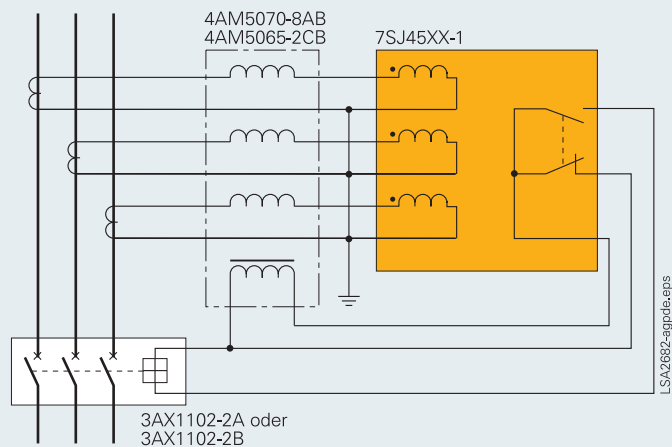 4AM5070-8AB
4AM5065-2CB
7SJ45XX-1
LSA2682-agpde.eps
3AX1102-2A oder
3AX1102-2B